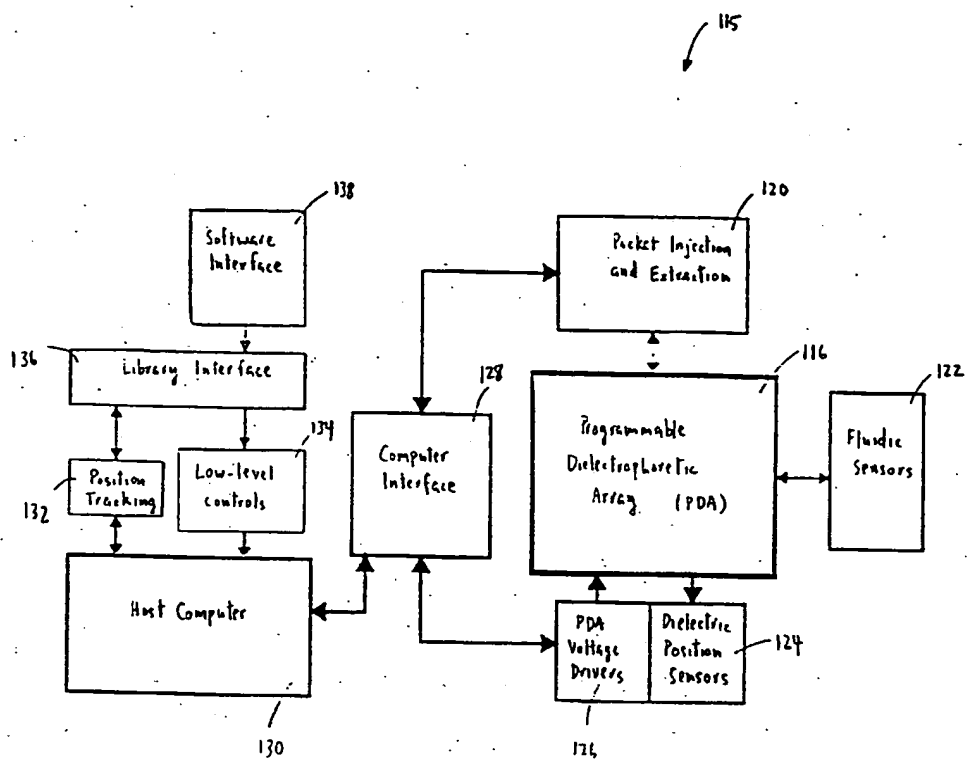 115
138
Software
Interface
120
Packet Injection
and Extraction
136
Library Interface
128
Computer
Interface
116
Programmable
Dielectrophoretic
Array (PDA)
122
Fluidic
Sensors
134
Position
Tracking
132
Low-level
controls
Host Computer
130
PDA
Voltage
Drivers
126
Dielectric
Position
Sensors
124